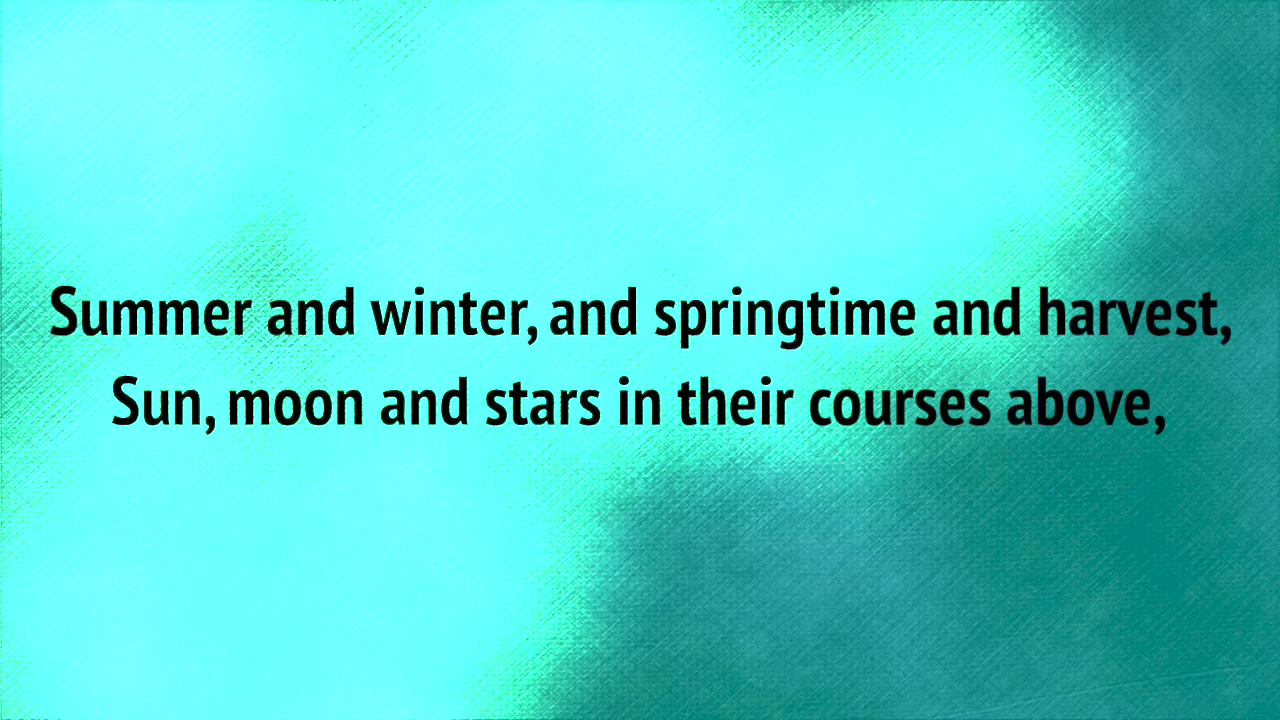 Summer and winter, and springtime and harvest,
Sun, moon and stars in their courses above,